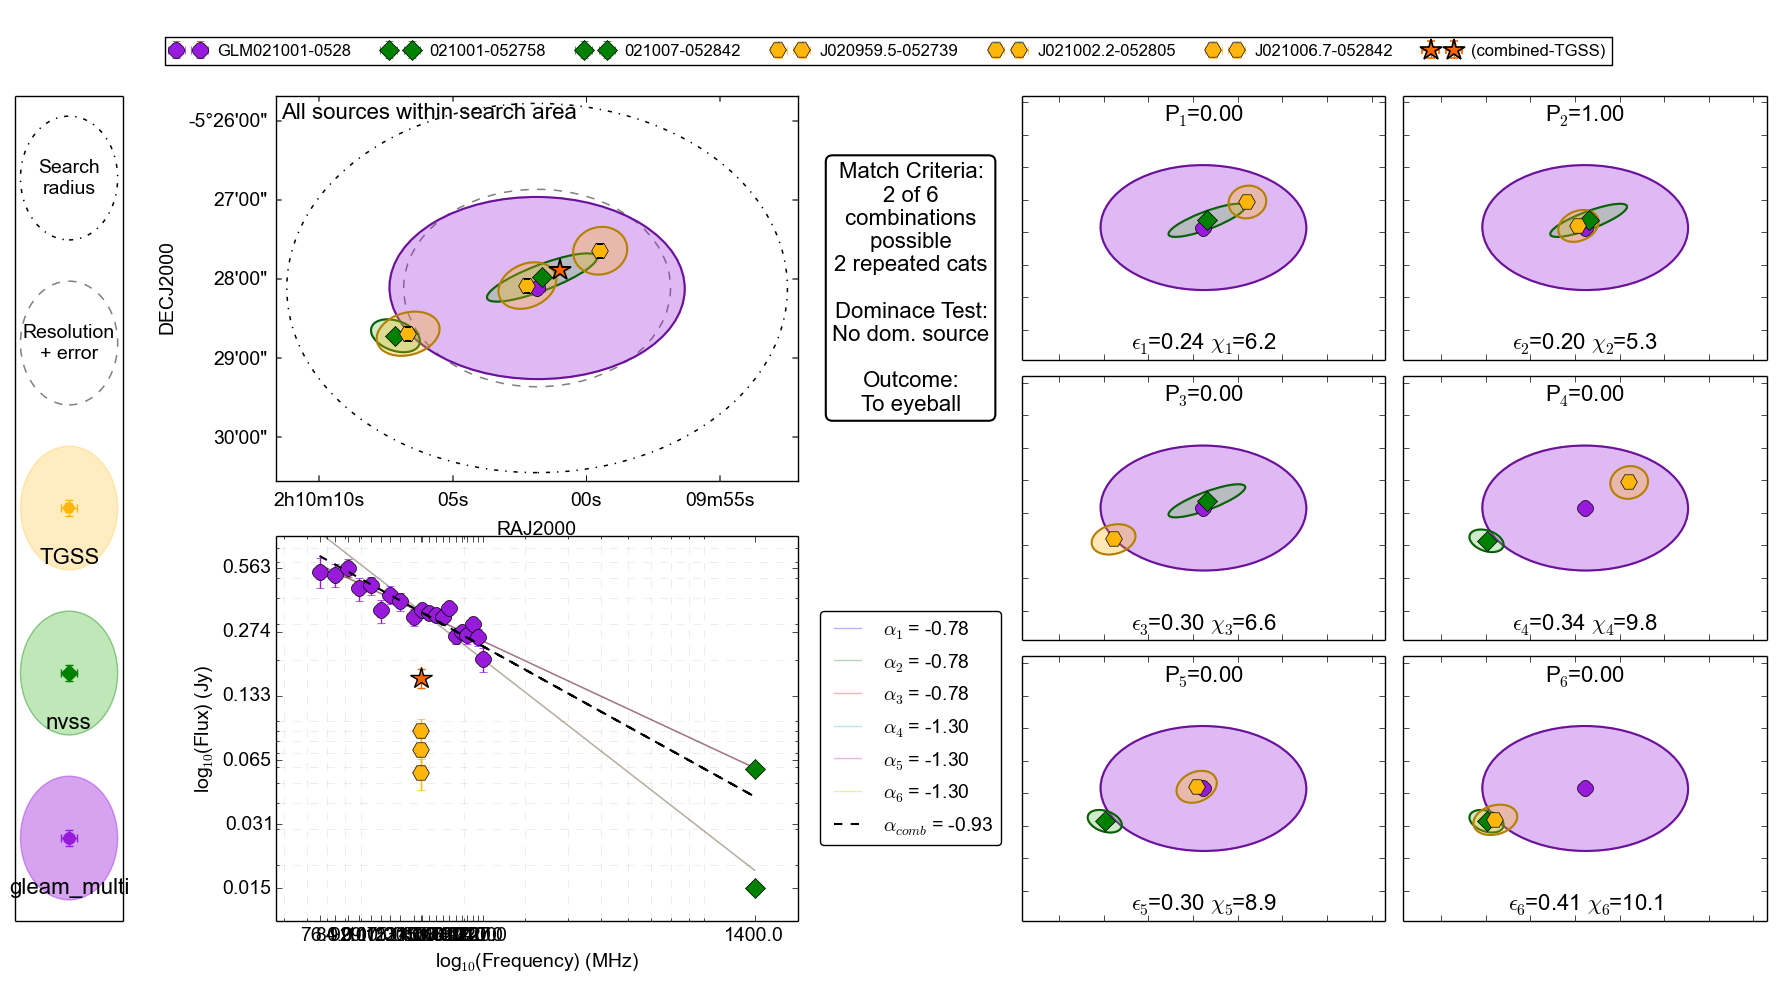 GLM021001-0528 021001-052758 021007-052842 J020959.5-052739 J021002.2-052805 J021006.7-052842 (combined-TGSS)
Search
radius
Resolution
+ error
TGSS
nvss
gleam_multi
All sources within search area
-5°26'00"
27'00"
28'00"
29'00"
30'00"
DECJ2000
2h10m10s 05s 00s 09m55s
RAJ2000
Match Criteria:
2 of 6
combinations
possible
2 repeated cats
Dominace Test:
No dom. source
Outcome:
To eyeball
0.563
0.274
0.133
0.065
0.031
0.015
log10(Flux) (Jy)
1400.0
log10(Frequency) (MHz)
α1 = -0.78
α2 = -0.78
α3 = -0.78
α4 = -1.30
α5 = -1.30
α6 = -1.30
αcomb = -0.93
P1=0.00
ϵ1=0.24 χ1=6.2
P2=1.00
ϵ2=0.20 χ2=5.3
P3=0.00
ϵ3=0.30 χ3=6.6
P4=0.00
ϵ4=0.34 χ4=9.8
P5=0.00
ϵ5=0.30 χ5=8.9
P6=0.00
ϵ6=0.41 χ6=10.1